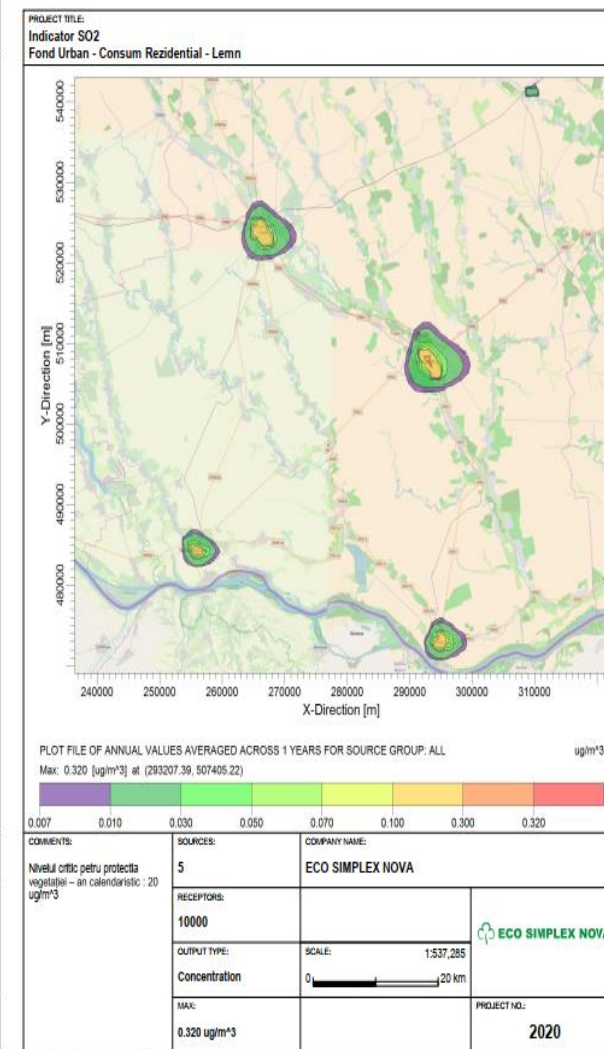 PROJECT TITLE:
Indicator SO2
Fond Urban - Consum Rezidential - Lemn
Y-Direction [m]
540000
530000
520000
510000
500000
490000
480000
240000 250000 260000 270000 280000 290000 300000 310000
X-Direction [m]
PLOT FILE OF ANNUAL VALUES AVERAGED ACROSS 1 YEARS FOR SOURCE GROUP: ALL
ug/m^3
Max: 0.320 [ug/m^3] at (293207.39, 507405.22)
0.007 0.010 0.030 0.050 0.070 0.100 0.300 0.320
COMMENTS:
Nivelul critic petru protectia
vegetației – an calendaristic : 20
ug/m^3
SOURCES:
5
COMPANY NAME:
ECO SIMPLEX NOVA
RECEPTORS:
10000
ECO SIMPLEX NOVA
OUTPUT TYPE:
Concentration
SCALE:
1:537,285
0 20 km
MAX:
0.320 ug/m^3
PROJECT NO.:
2020